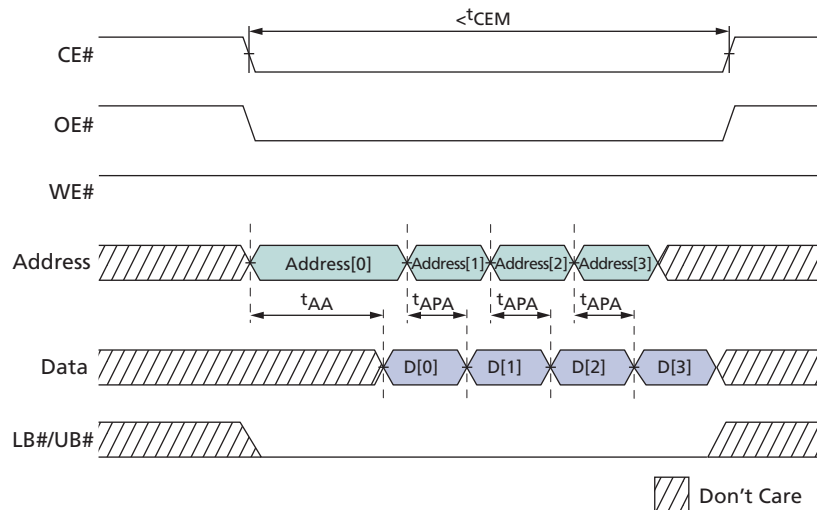 <tCEM
CE#
OE#
WE#
Address
Address[0]
Address[1]
Address[2]
Address[3]
tAA
tAPA
tAPA
tAPA
Data
D[0]
D[1]
D[2]
D[3]
LB#/UB#
Don't Care